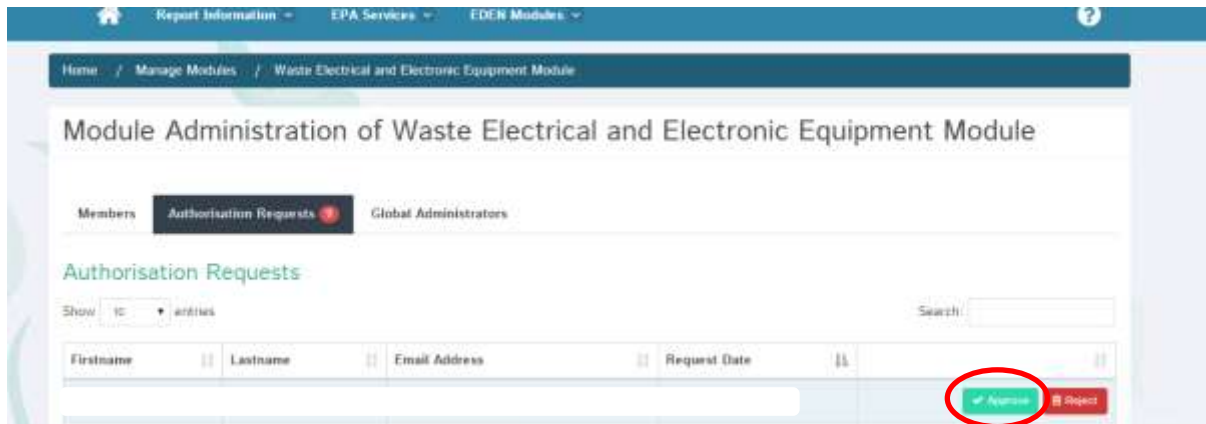 Report Information EPA Services EDEN Modules ?
Home / Manage Modules / Waste Electrical and Electronic Equipment Module
Module Administration of Waste Electrical and Electronic Equipment Module
Members Authorisation Requests Global Administrators
Authorisation Requests
Show 10 entries Search:
Firstname Lastname Email Address Request Date
Approve Reject